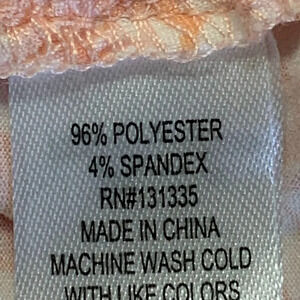 96% POLYESTER
4% SPANDEX
RN#131335
MADE IN CHINA
MACHINE WASH COLD
WITH LIKE COLORS